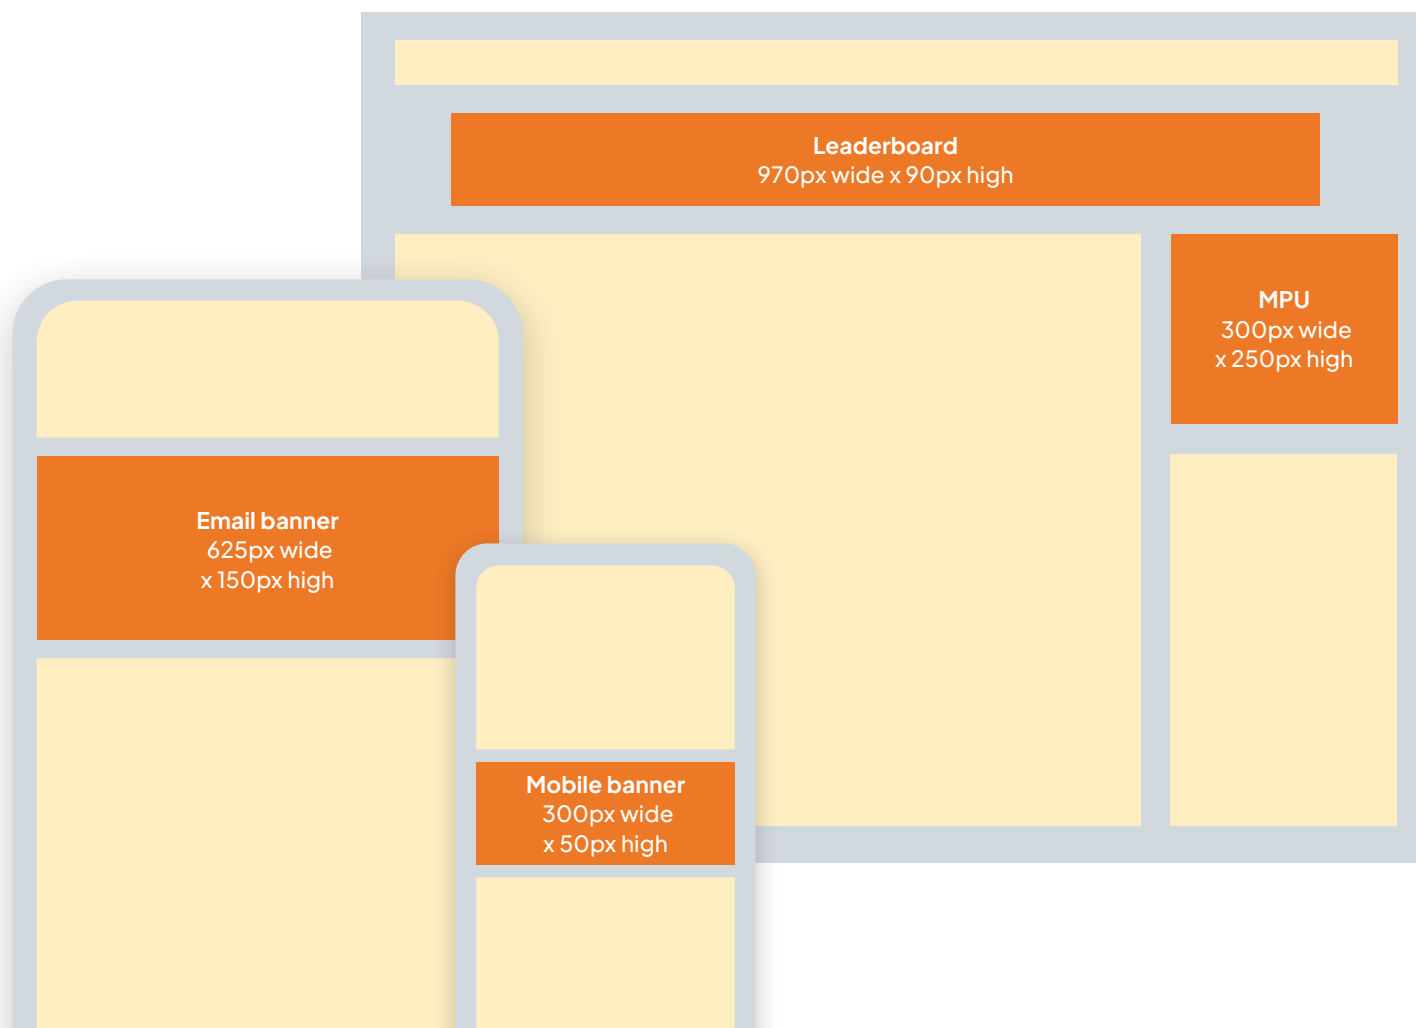 Leaderboard
970px wide x 90px high
MPU
300px wide
x 250px high
Email banner
625px wide
x 150px high
Mobile banner
300px wide
x 50px high